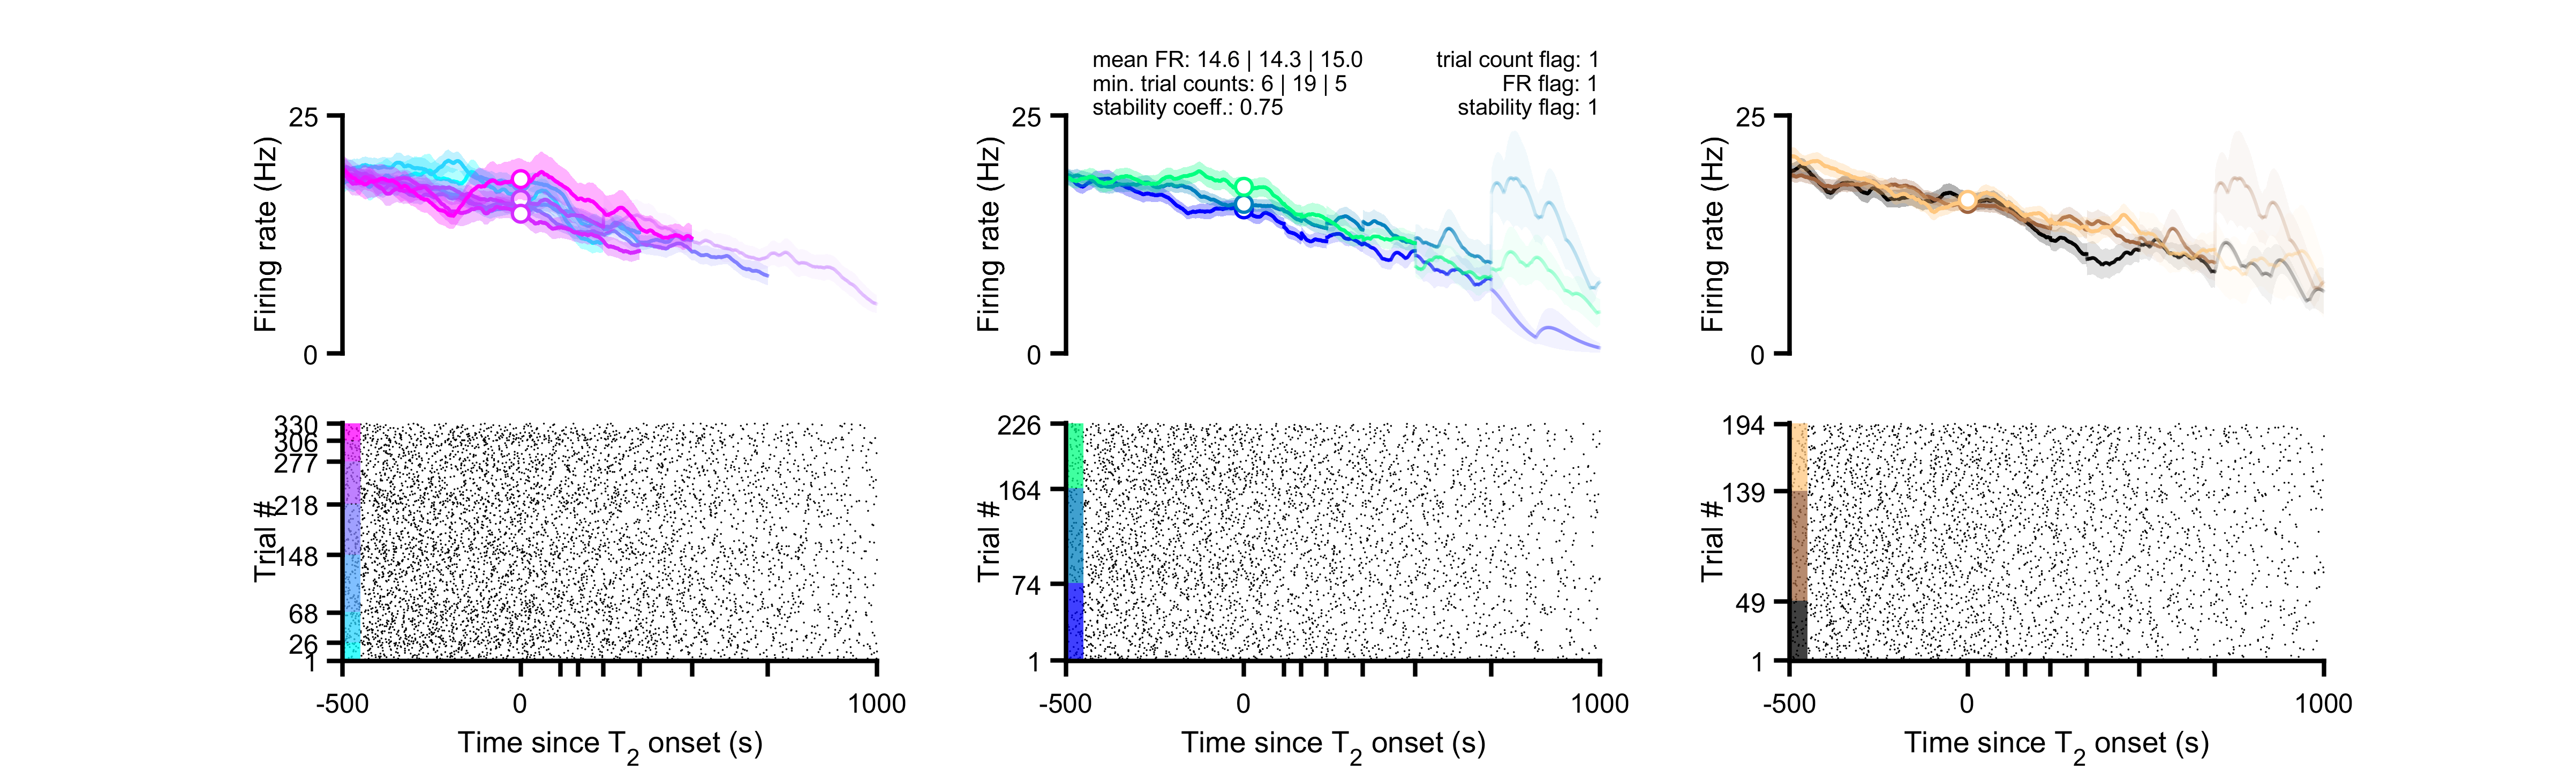 mean FR: 14.6 | 14.3 | 15.0
min. trial counts: 6 | 19 | 5
stability coeff.: 0.75
trial count flag: 1
FR flag: 1
stability flag: 1
25
Firing rate (Hz)
0
25
Firing rate (Hz)
0
25
Firing rate (Hz)
0
330
306
277
218
148
68
26
1
Trial #
-500 0 1000
Time since T2 onset (s)
226
164
74
1
Trial #
-500 0 1000
Time since T2 onset (s)
194
139
49
1
Trial #
-500 0 1000
Time since T2 onset (s)